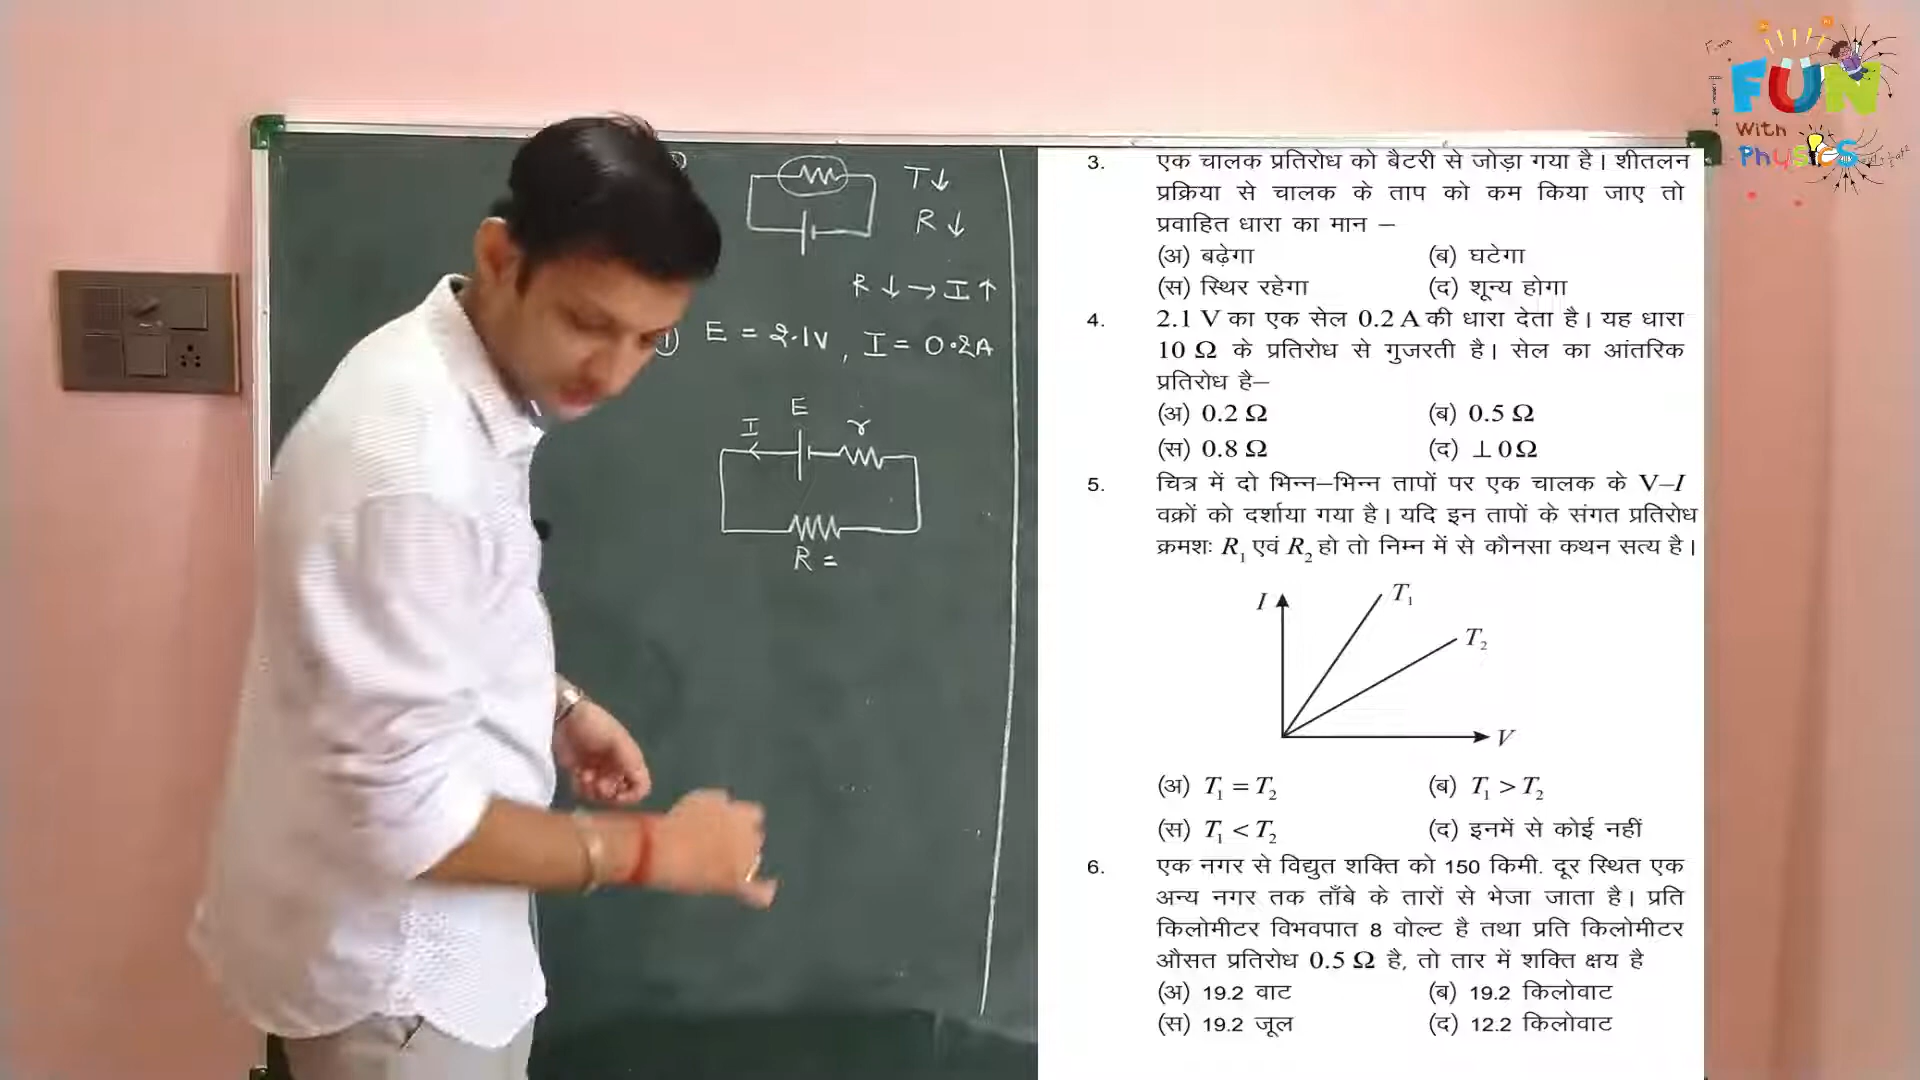 FUN
With
Physics
T↓
R↓
R↓→I↑
E = 2.1V, I = 0.2A
E
I
r
R =
3. एक चालक प्रतिरोध को बैटरी से जोड़ा गया है। शीतलन
प्रक्रिया से चालक के ताप को कम किया जाए तो
प्रवाहित धारा का मान –
(अ) बढ़ेगा (ब) घटेगा
(स) स्थिर रहेगा (द) शून्य होगा
4. 2.1 V का एक सेल 0.2 A की धारा देता है। यह धारा
10 Ω के प्रतिरोध से गुजरती है। सेल का आंतरिक
प्रतिरोध है–
(अ) 0.2 Ω (ब) 0.5 Ω
(स) 0.8 Ω (द) ⊥0Ω
5. चित्र में दो भिन्न–भिन्न तापों पर एक चालक के V–I
वक्रों को दर्शाया गया है। यदि इन तापों के संगत प्रतिरोध
क्रमशः R₁ एवं R₂ हो तो निम्न में से कौनसा कथन सत्य है।
I
T₁
T₂
V
(अ) T₁ = T₂ (ब) T₁ > T₂
(स) T₁ < T₂ (द) इनमें से कोई नहीं
6. एक नगर से विद्युत शक्ति को 150 किमी. दूर स्थित एक
अन्य नगर तक ताँबे के तारों से भेजा जाता है। प्रति
किलोमीटर विभवपात 8 वोल्ट है तथा प्रति किलोमीटर
औसत प्रतिरोध 0.5 Ω है, तो तार में शक्ति क्षय है
(अ) 19.2 वाट (ब) 19.2 किलोवाट
(स) 19.2 जूल (द) 12.2 किलोवाट